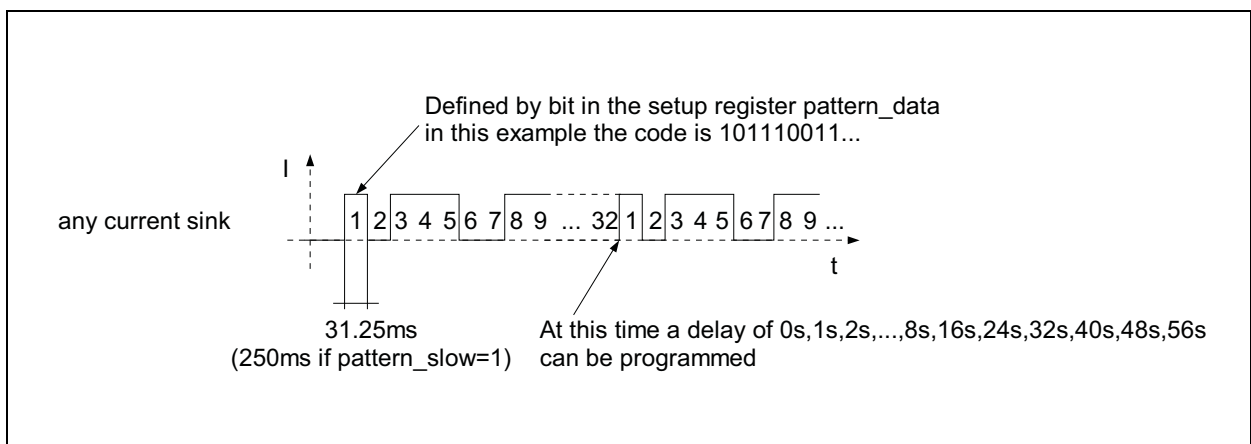 Defined by bit in the setup register pattern_data
in this example the code is 101110011...
I
any current sink
1 2 3 4 5 6 7 8 9 ... 32 1 2 3 4 5 6 7 8 9 ...
t
31.25ms
(250ms if pattern_slow=1)
At this time a delay of 0s,1s,2s,...,8s,16s,24s,32s,40s,48s,56s
can be programmed